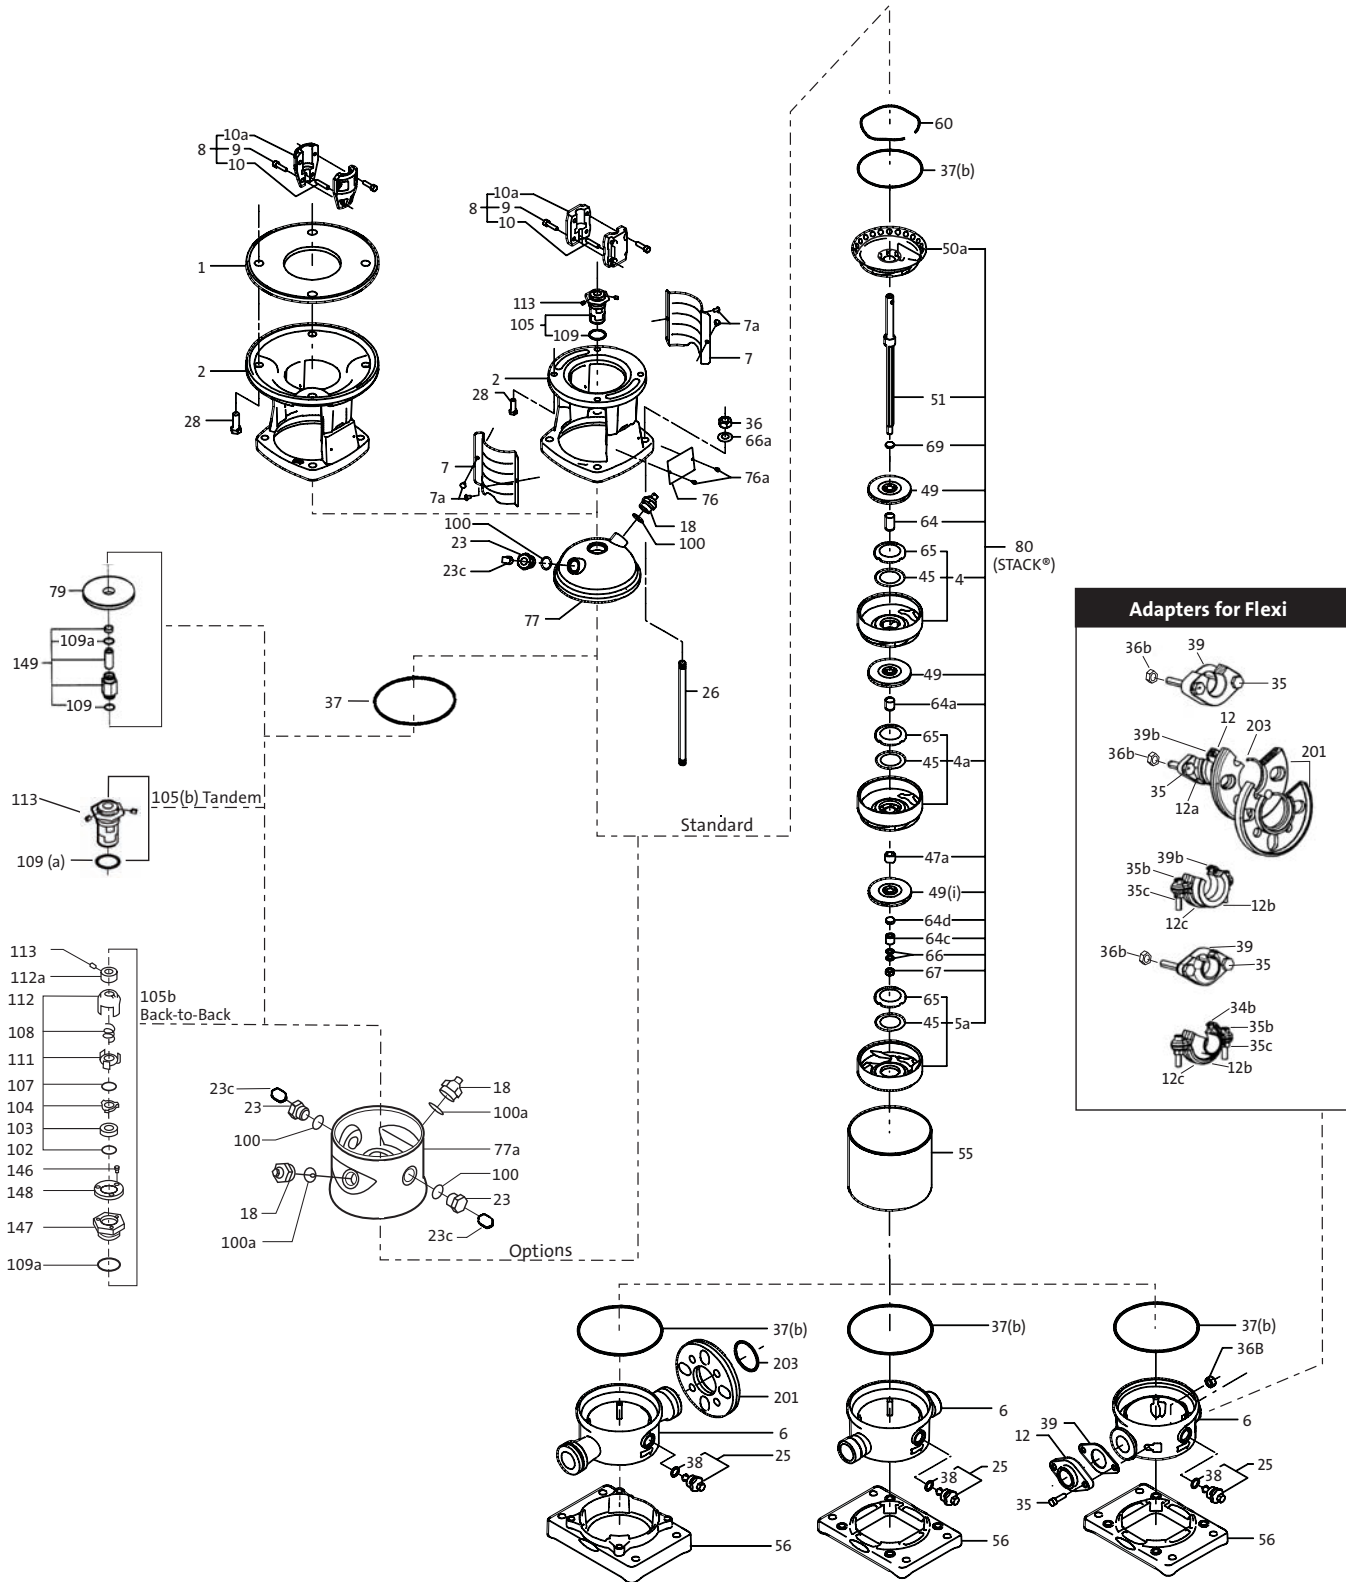 60
37(b)
10a
8
9
10
10a
8
9
10
50a
1
113
105
109
7a
7
2
2
28
51
28
36
66a
69
7
76a
7a
76
49
18
100
100
23
23c
64
65
80
(STACK®)
45
4
79
77
109a
149
109
49
37
26
64a
65
45
4a
113
105(b) Tandem
109 (a)
Standard
47a
49(i)
64d
64c
66
67
65
45
5a
113
112a
112
105b
Back-to-Back
108
111
107
104
103
102
146
148
147
109a
23c
18
23
100a
100
77a
100
18
23
100a
23c
Options
55
Adapters for Flexi
39
36b
35
12
203
39b
201
36b
35
12a
39b
35b
35c
12b
12c
39
36b
35
34b
35b
35c
12b
12c
37(b)
37(b)
37(b)
203
36B
201
6
6
6
39
12
38
25
38
25
38
25
35
56
56
56